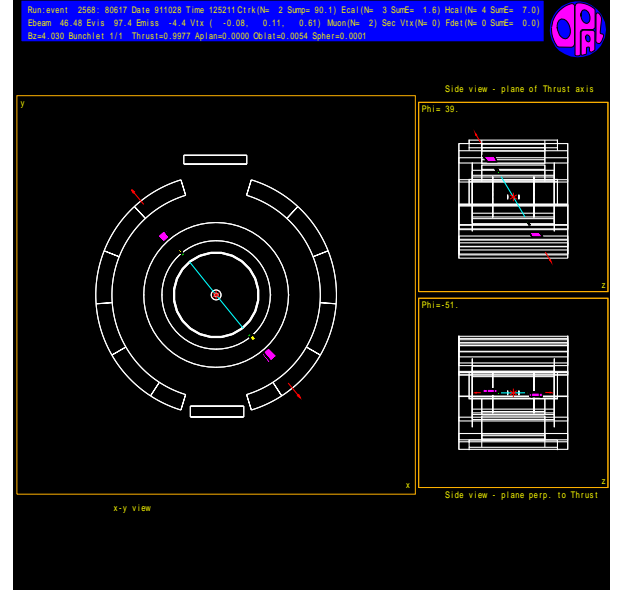 Run:event 2568: 80617 Date 911028 Time 125211 Ctrk(N= 2 Sump= 90.1) Ecal(N= 3 SumE= 1.6) Hcal(N= 4 SumE= 7.0)
Ebeam 46.48 Evis 97.4 Emiss -4.4 Vtx ( -0.08, 0.11, 0.61) Muon(N= 2) Sec Vtx(N= 0) Fdet(N= 0 SumE= 0.0)
Bz=4.030 Bunchlet 1/1 Thrust=0.9977 Aplan=0.0000 Oblat=0.0054 Spher=0.0001
OPAL
Side view - plane of Thrust axis
y
Phi= 39.
z
Phi=-51.
x
z
Side view - plane perp. to Thrust
x-y view